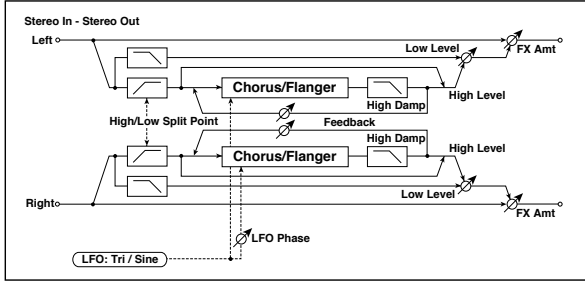 Stereo In - Stereo Out
Left
Low Level
FX Amt
Chorus/Flanger
High Damp
High Level
High/Low Split Point
Feedback
High Damp
Chorus/Flanger
High Level
Low Level
Right
FX Amt
LFO Phase
LFO: Tri / Sine